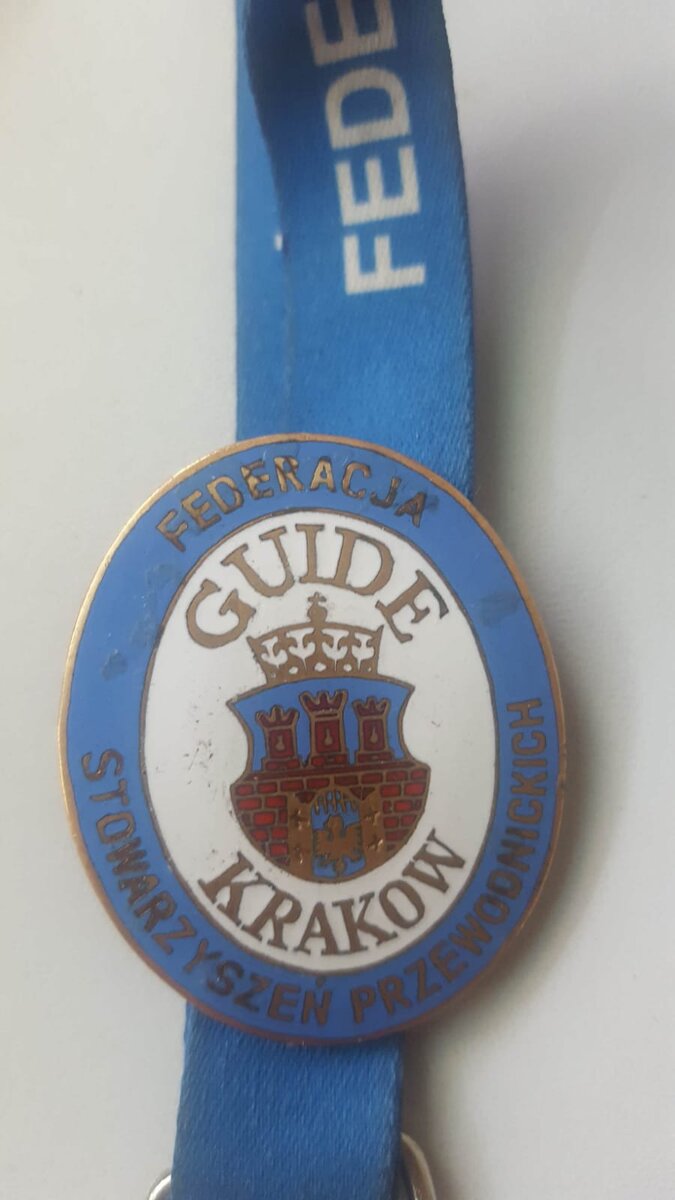 FEDE
FEDERACJA
GUIDE
KRAKOW
STOWARZYSZEŃ PRZEWODNICKICH